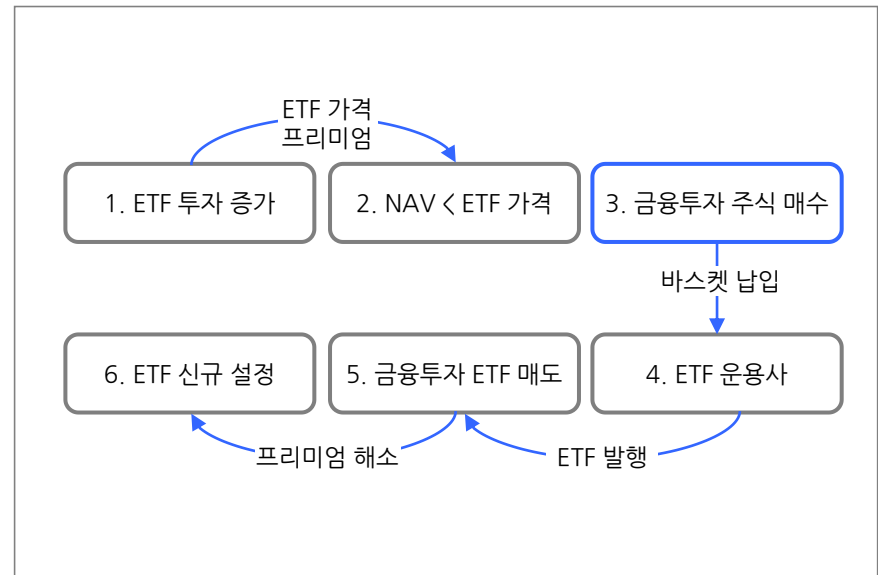 ETF 가격
프리미엄
1. ETF 투자 증가
2. NAV < ETF 가격
3. 금융투자 주식 매수
바스켓 납입
6. ETF 신규 설정
5. 금융투자 ETF 매도
4. ETF 운용사
프리미엄 해소
ETF 발행